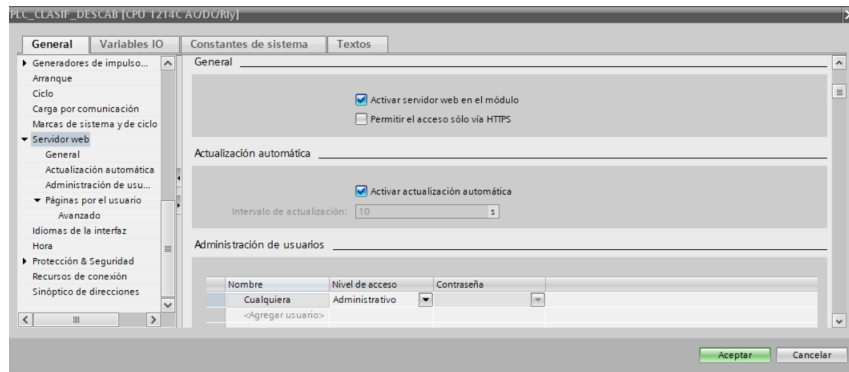 PLC_CLASIF_DESCAB [CPU 1214C AC/DC/Rly]
General Variables IO Constantes de sistema Textos
Generadores de impulso...
Arranque
Ciclo
Carga por comunicación
Marcas de sistema y de ciclo
Servidor web
General
Actualización automática
Administración de usu...
Páginas por el usuario
Avanzado
Idiomas de la interfaz
Hora
Protección & Seguridad
Recursos de conexión
Sinóptico de direcciones
General
Activar servidor web en el módulo
Permitir el acceso sólo vía HTTPS
Actualización automática
Activar actualización automática
Intervalo de actualización: 10 s
Administración de usuarios
Nombre Nivel de acceso Contraseña
Cualquiera Administrativo
<Agregar usuario>
Aceptar Cancelar